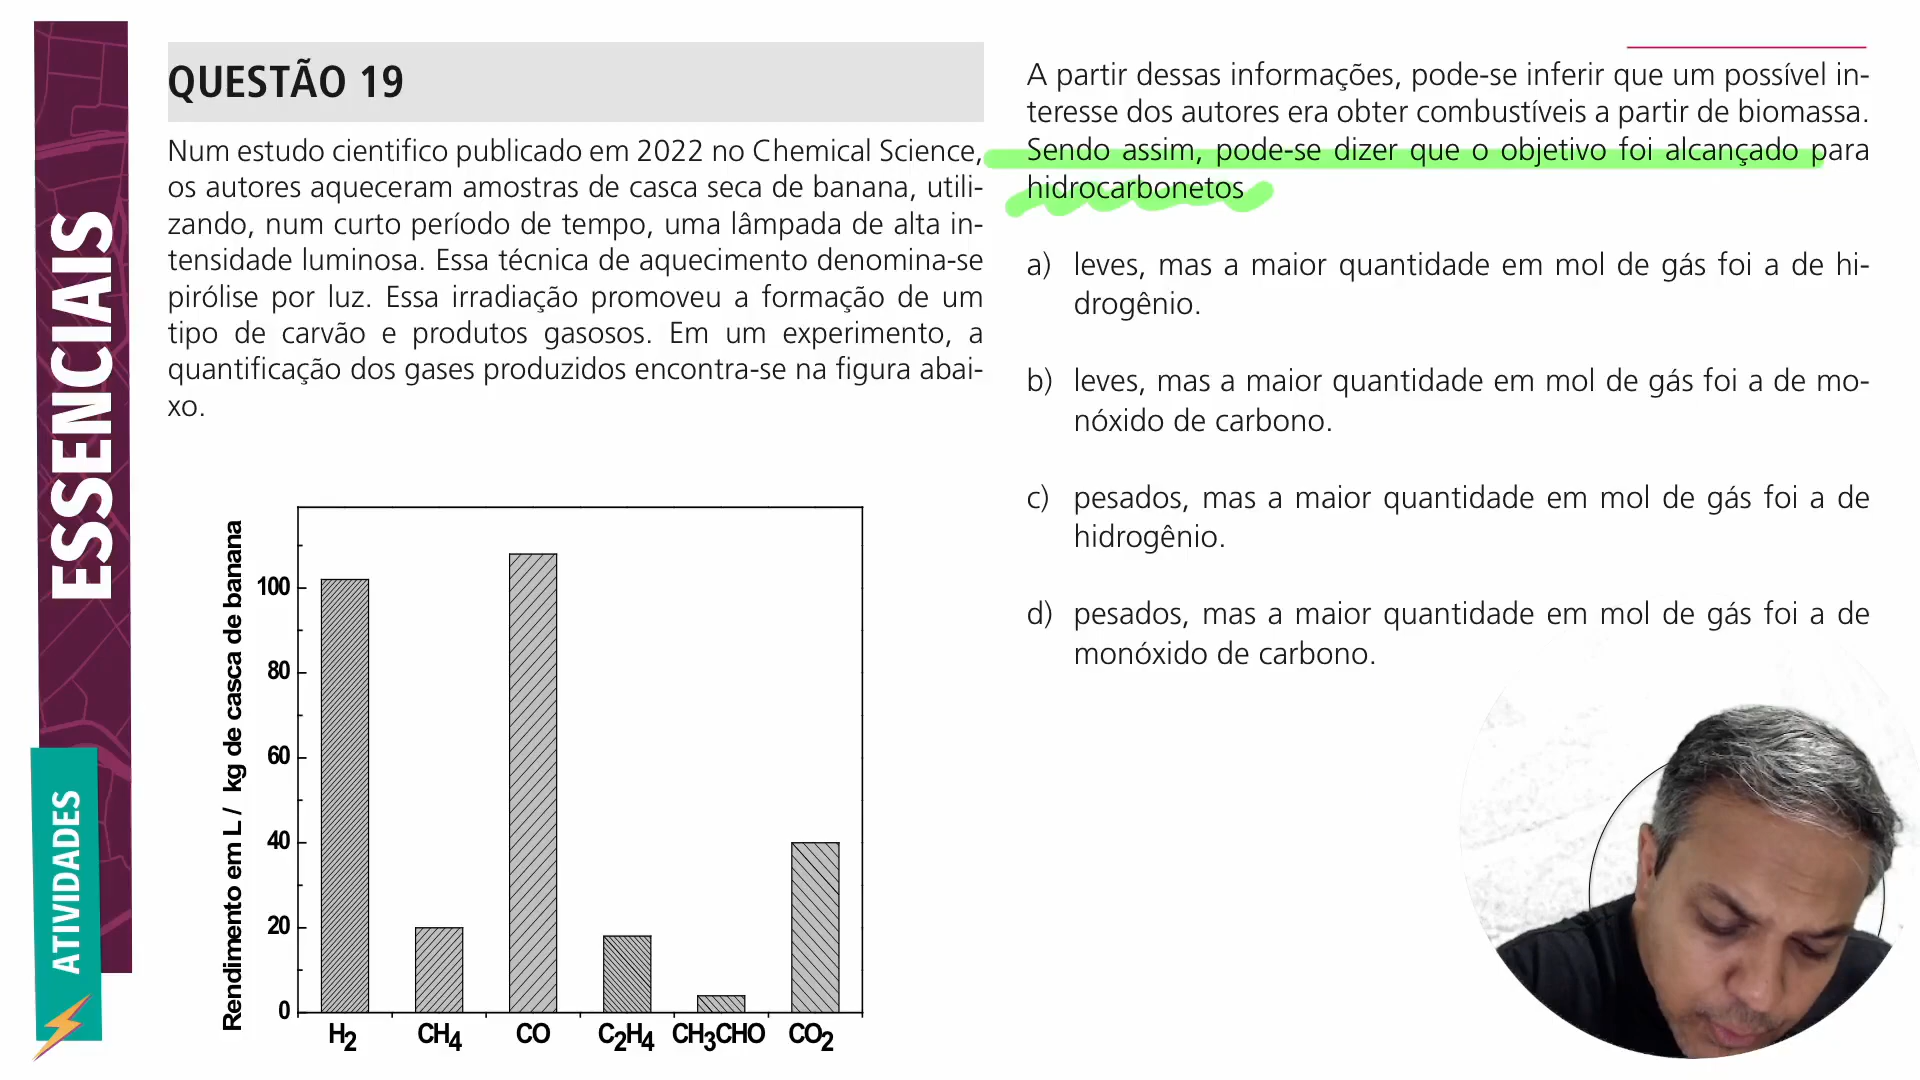 ESSENCIAIS
ATIVIDADES
QUESTÃO 19
Num estudo cientifico publicado em 2022 no Chemical Science,
os autores aqueceram amostras de casca seca de banana, utili-
zando, num curto período de tempo, uma lâmpada de alta in-
tensidade luminosa. Essa técnica de aquecimento denomina-se
pirólise por luz. Essa irradiação promoveu a formação de um
tipo de carvão e produtos gasosos. Em um experimento, a
quantificação dos gases produzidos encontra-se na figura abai-
xo.
Rendimento em L / kg de casca de banana
100
80
60
40
20
0
H2 CH4 CO C2H4 CH3CHO CO2
A partir dessas informações, pode-se inferir que um possível in-
teresse dos autores era obter combustíveis a partir de biomassa.
Sendo assim, pode-se dizer que o objetivo foi alcançado para
hidrocarbonetos
a) leves, mas a maior quantidade em mol de gás foi a de hi-
drogênio.
b) leves, mas a maior quantidade em mol de gás foi a de mo-
nóxido de carbono.
c) pesados, mas a maior quantidade em mol de gás foi a de
hidrogênio.
d) pesados, mas a maior quantidade em mol de gás foi a de
monóxido de carbono.